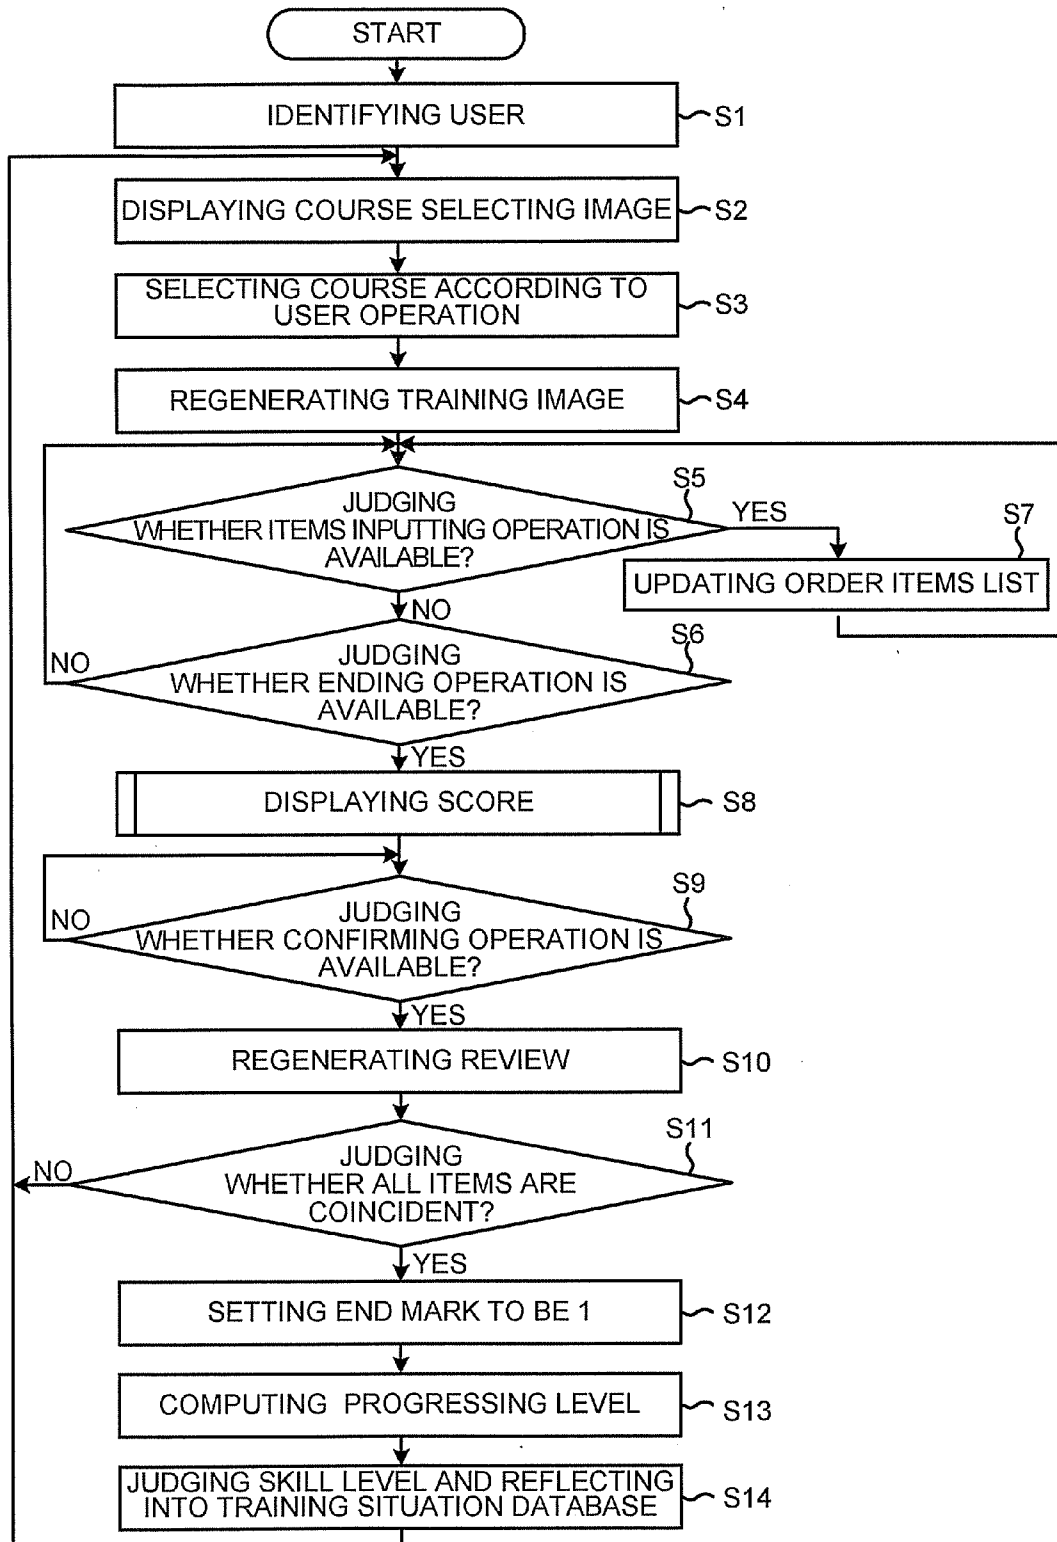 START
IDENTIFYING USER
S1
DISPLAYING COURSE SELECTING IMAGE
S2
SELECTING COURSE ACCORDING TO
USER OPERATION
S3
REGENERATING TRAINING IMAGE
S4
JUDGING
WHETHER ITEMS INPUTTING OPERATION IS
AVAILABLE?
S5
YES
S7
UPDATING ORDER ITEMS LIST
NO
JUDGING
WHETHER ENDING OPERATION IS
AVAILABLE?
S6
NO
YES
DISPLAYING SCORE
S8
JUDGING
WHETHER CONFIRMING OPERATION IS
AVAILABLE?
S9
NO
YES
REGENERATING REVIEW
S10
JUDGING
WHETHER ALL ITEMS ARE
COINCIDENT?
S11
NO
YES
SETTING END MARK TO BE 1
S12
COMPUTING PROGRESSING LEVEL
S13
JUDGING SKILL LEVEL AND REFLECTING
INTO TRAINING SITUATION DATABASE
S14